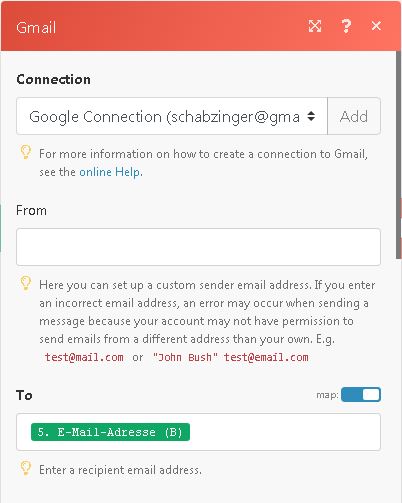 Gmail
Connection
Google Connection (schabzinger@gma
Add
For more information on how to create a connection to Gmail,
see the online Help.
From
Here you can set up a custom sender email address. If you enter
an incorrect email address, an error may occur when sending a
message because your account may not have permission to
send emails from a different address than your own. E.g.
test@mail.com or "John Bush" test@email.com
To
map:
5. E-Mail-Adresse (B)
Enter a recipient email address.